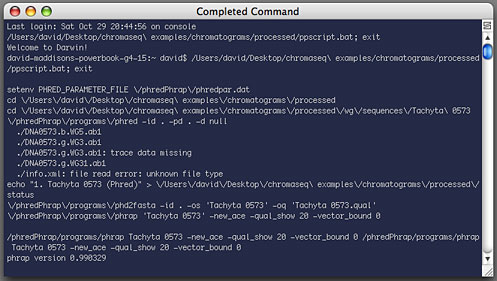 Completed Command
Last login: Sat Oct 29 20:44:56 on console
/Users/david/Desktop/chromaseq\ examples/chromatograms/processed/ppscript.bat; exit
Welcome to Darwin!
david-maddisons-powerbook-g4-15:~ david$ /Users/david/Desktop/chromaseq\ examples/chromatograms/processed
/ppscript.bat; exit
setenv PHRED_PARAMETER_FILE \/phredPhrap\/phredpar.dat
cd \/Users\/david\/Desktop\/chromaseq\ examples\/chromatograms\/processed
cd \/Users\/david\/Desktop\/chromaseq\ examples\/chromatograms\/processed\/wg\/sequences\/Tachyta\ 0573
\/phredPhrap\/programs\/phred -id . -pd . -d null
./DNA0573.b.WG5.ab1
./DNA0573.g.WG3.ab1
./DNA0573.g.WG3.ab1: trace data missing
./DNA0573.g.WG31.ab1
./info.xml: file read error: unknown file type
echo "1. Tachyta 0573 (Phred)" > \/Users\/david\/Desktop\/chromaseq\ examples\/chromatograms\/processed\/
status
\/phredPhrap\/programs\/phd2fasta -id . -os 'Tachyta 0573' -oq 'Tachyta 0573.qual'
\/phredPhrap\/programs\/phrap 'Tachyta 0573' -new_ace -qual_show 20 -vector_bound 0
/phredPhrap/programs/phrap Tachyta 0573 -new_ace -qual_show 20 -vector_bound 0 /phredPhrap/programs/phrap
Tachyta 0573 -new_ace -qual_show 20 -vector_bound 0
phrap version 0.990329